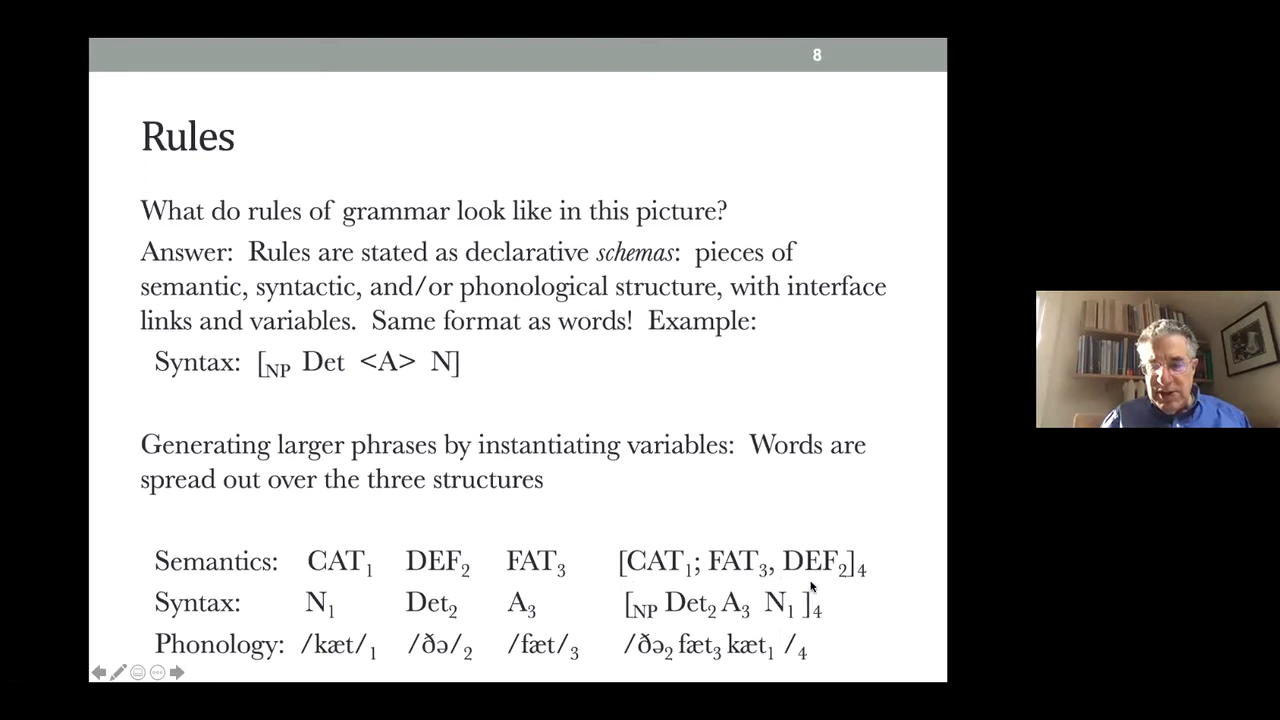 8
Rules
What do rules of grammar look like in this picture?
Answer: Rules are stated as declarative schemas: pieces of
semantic, syntactic, and/or phonological structure, with interface
links and variables. Same format as words! Example:
Syntax: [NP Det <A> N]
Generating larger phrases by instantiating variables: Words are
spread out over the three structures
Semantics: CAT₁ DEF₂ FAT₃ [CAT₁; FAT₃, DEF₂]₄
Syntax: N₁ Det₂ A₃ [NP Det₂ A₃ N₁ ]₄
Phonology: /kæt/₁ /ðə/₂ /fæt/₃ /ðə₂ fæt₃ kæt₁ /₄